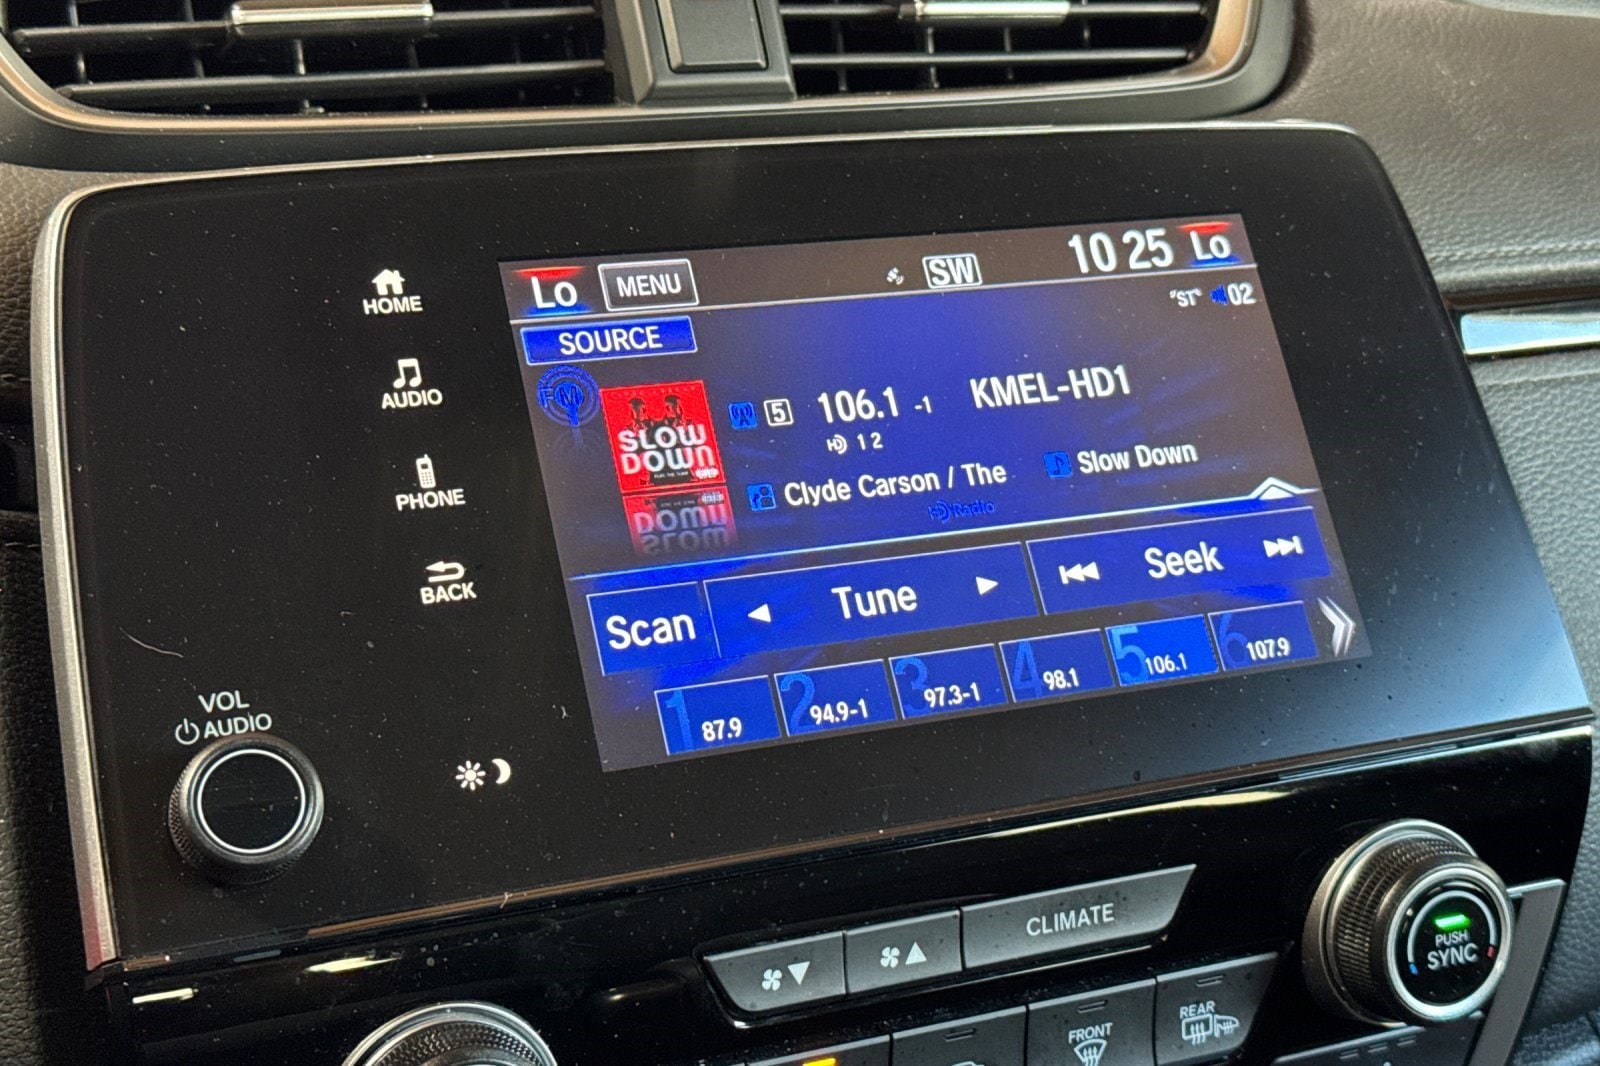 HOME
AUDIO
PHONE
BACK
VOL
AUDIO
Lo
MENU
SW
10 25
Lo
SOURCE
"ST"
02
FM
SLOW
DOWN
5
106.1 -1
KMEL-HD1
HD 1 2
Clyde Carson / The
Slow Down
HD Radio
Scan
Tune
Seek
1 87.9
2 94.9-1
3 97.3-1
4 98.1
5 106.1
6 107.9
CLIMATE
PUSH
SYNC
FRONT
REAR